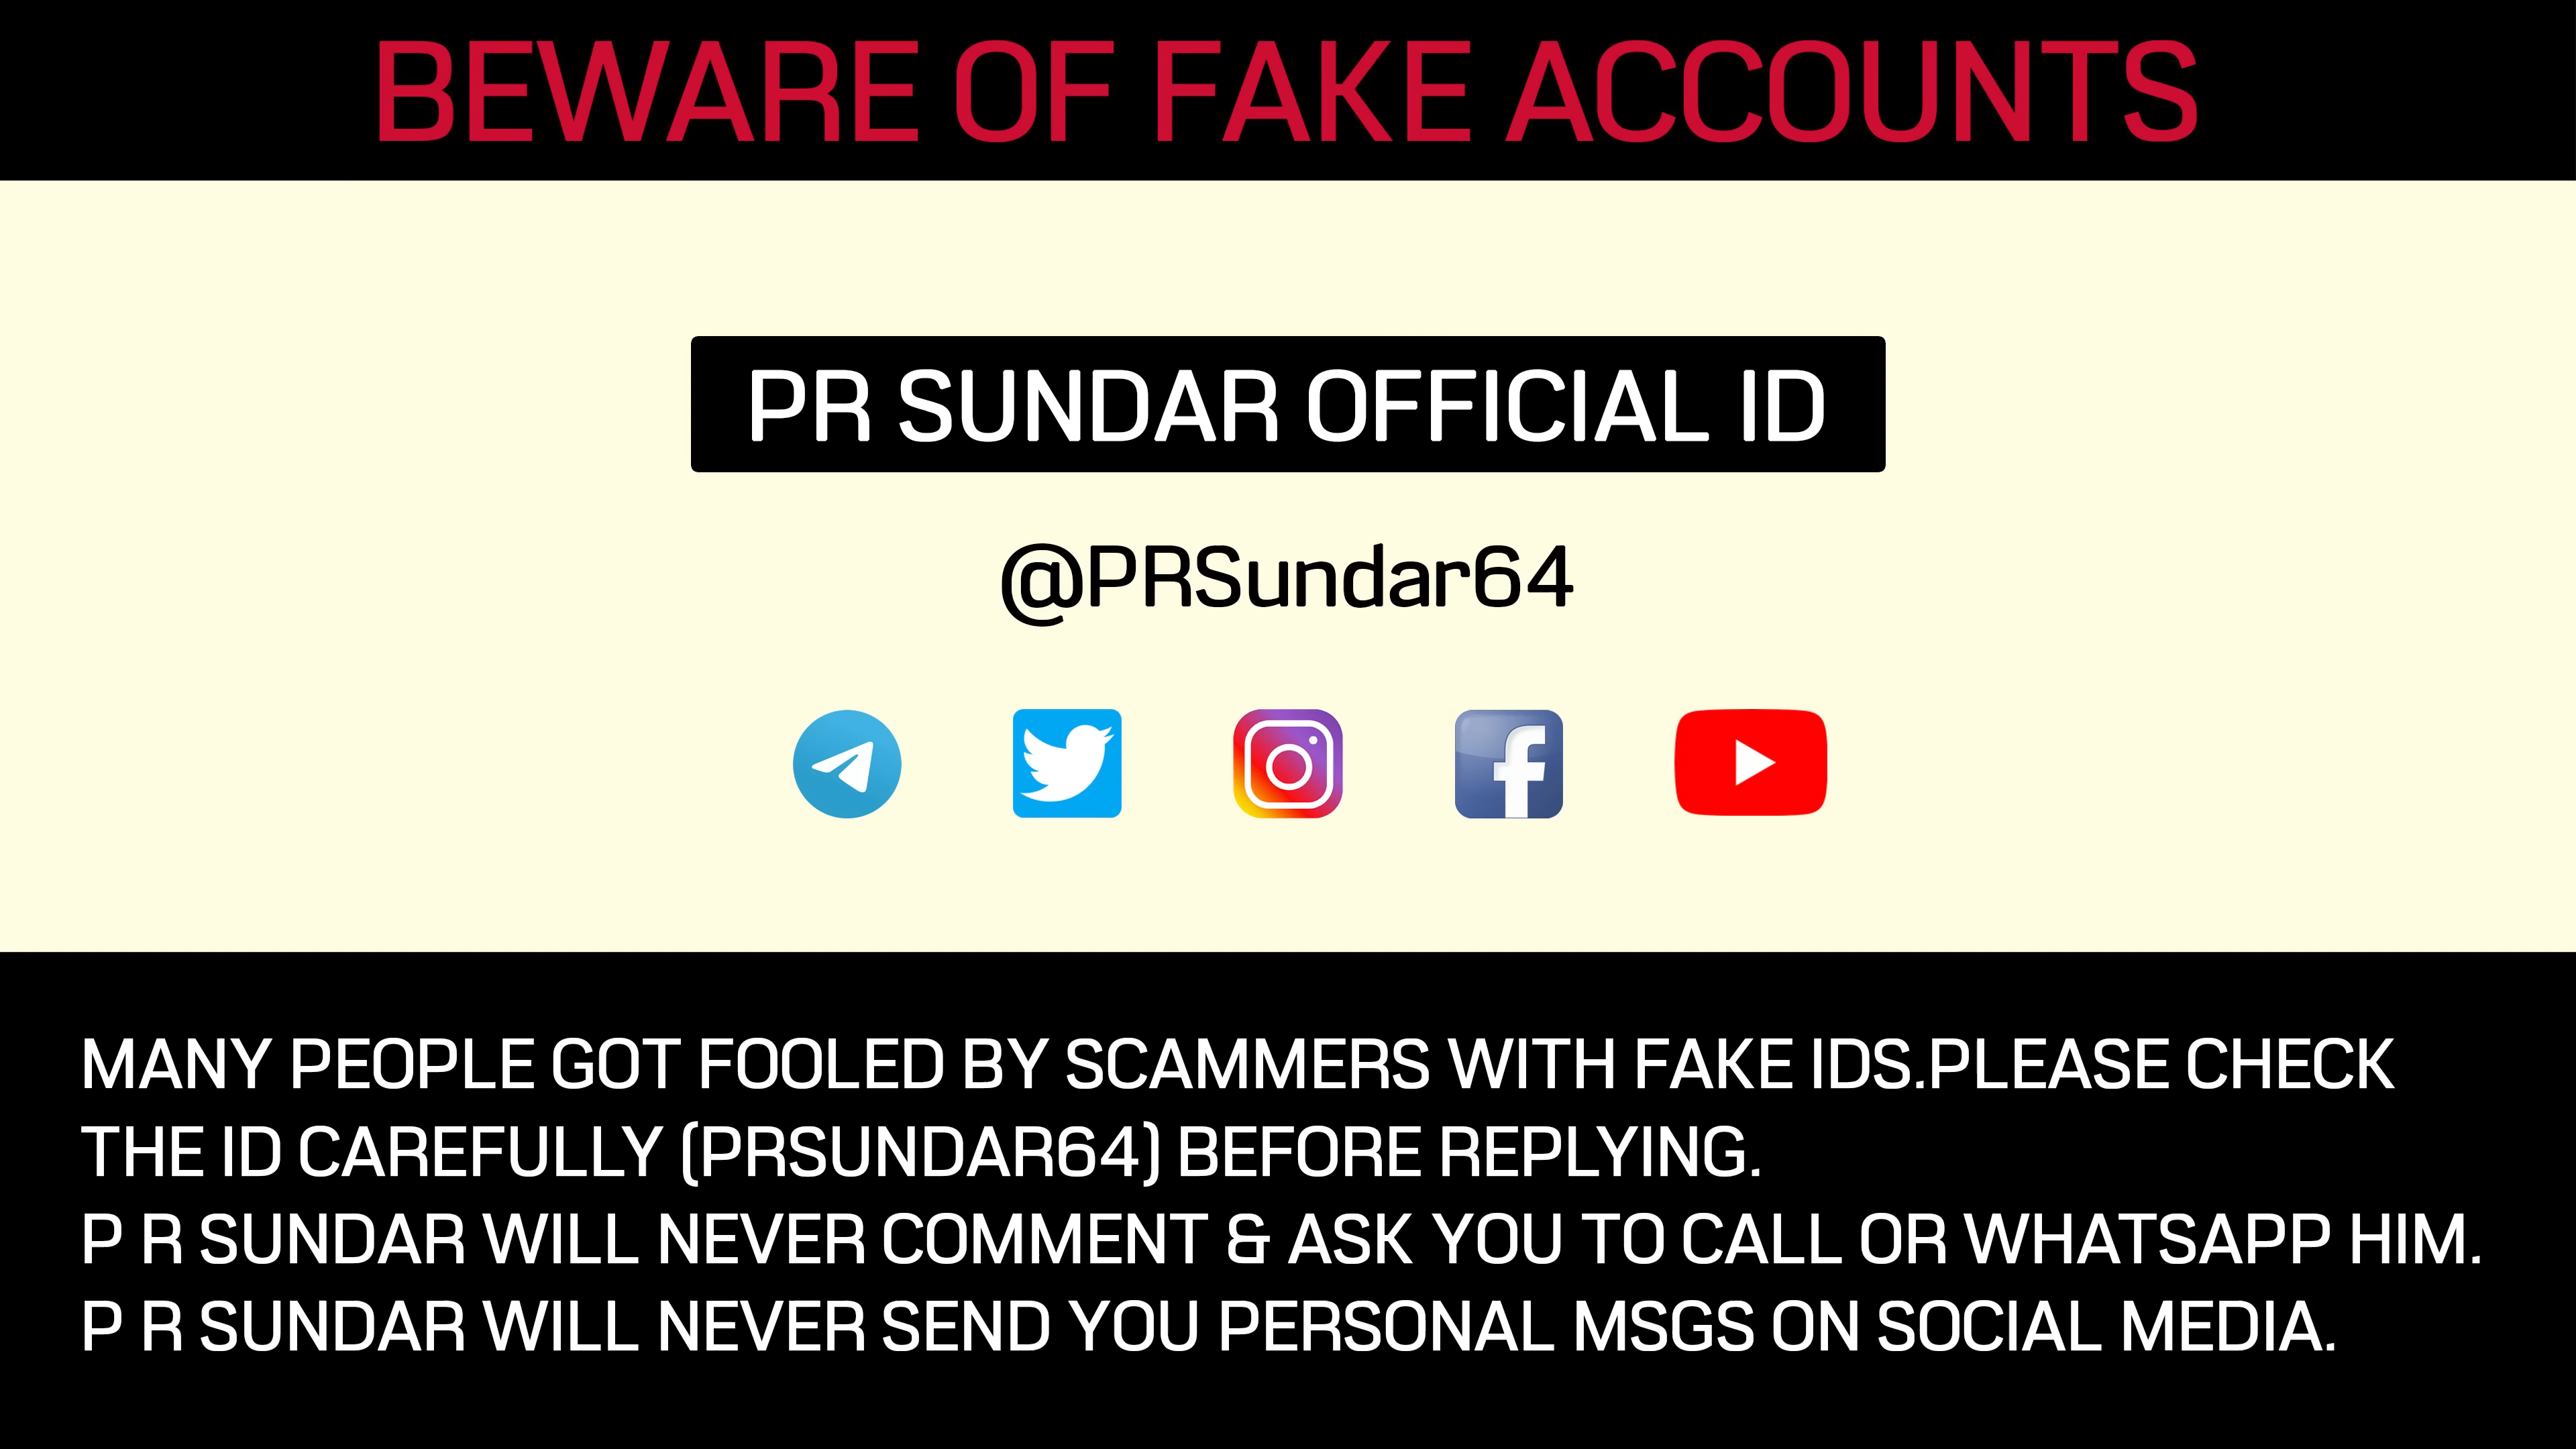 BEWARE OF FAKE ACCOUNTS
PR SUNDAR OFFICIAL ID
@PRSundar64
MANY PEOPLE GOT FOOLED BY SCAMMERS WITH FAKE IDS.PLEASE CHECK
THE ID CAREFULLY (PRSUNDAR64) BEFORE REPLYING.
P R SUNDAR WILL NEVER COMMENT & ASK YOU TO CALL OR WHATSAPP HIM.
P R SUNDAR WILL NEVER SEND YOU PERSONAL MSGS ON SOCIAL MEDIA.